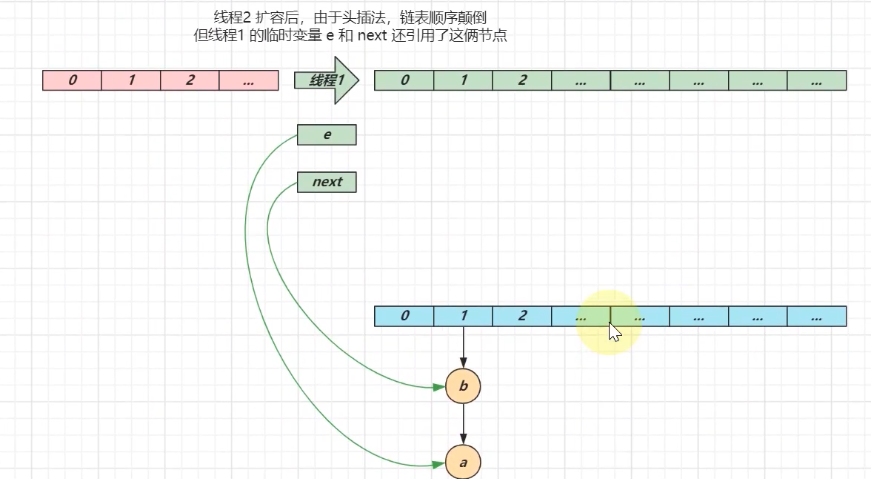 线程2 扩容后，由于头插法，链表顺序颠倒
但线程1 的临时变量 e 和 next 还引用了这俩节点
0 1 2 ... 线程1 0 1 2 ... ... ... ... ...
e
next
0 1 2 ... ... ... ... ...
b
a